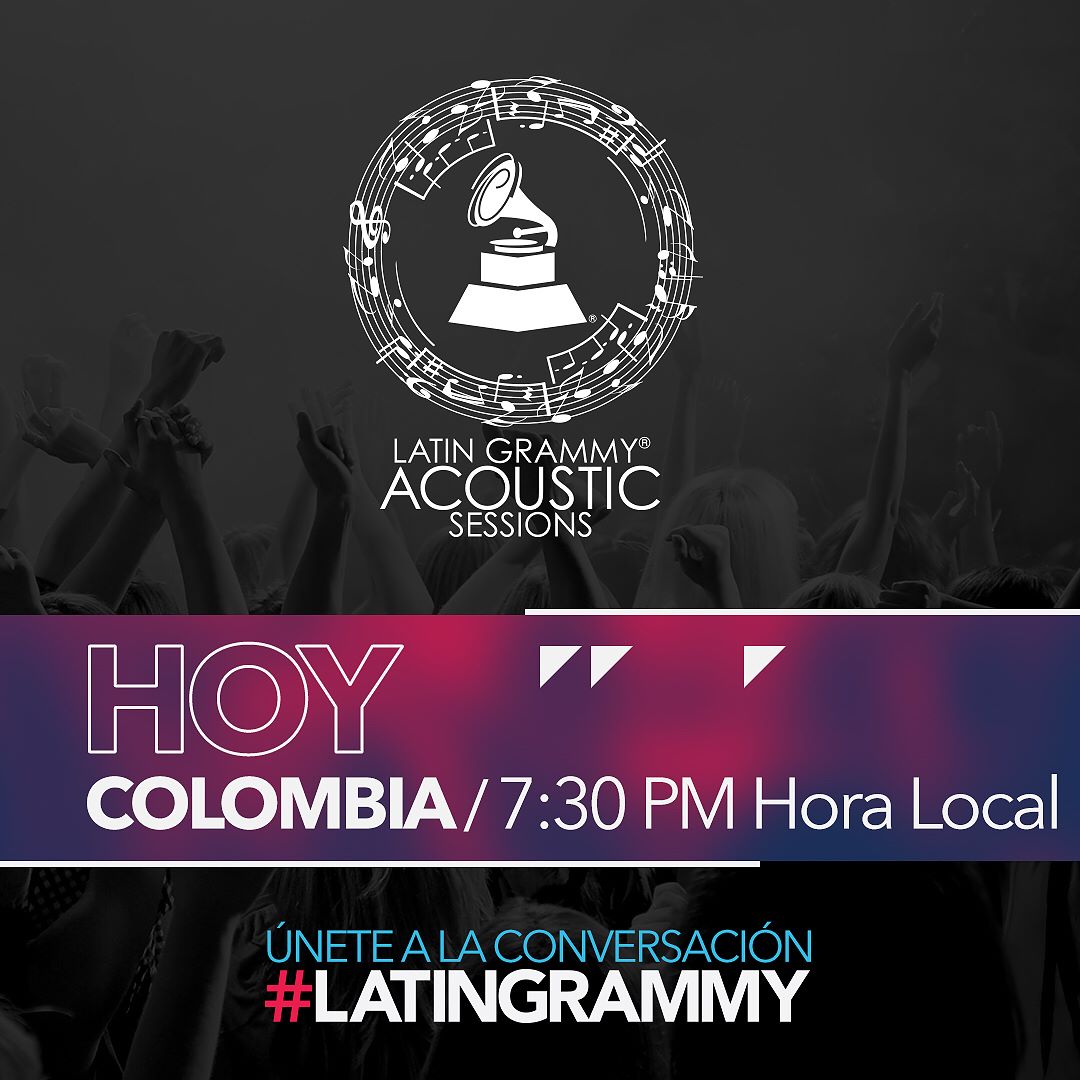 ®
LATIN GRAMMY®
ACOUSTIC
SESSIONS
HOY
COLOMBIA / 7:30 PM Hora Local
ÚNETE A LA CONVERSACIÓN
#LATINGRAMMY